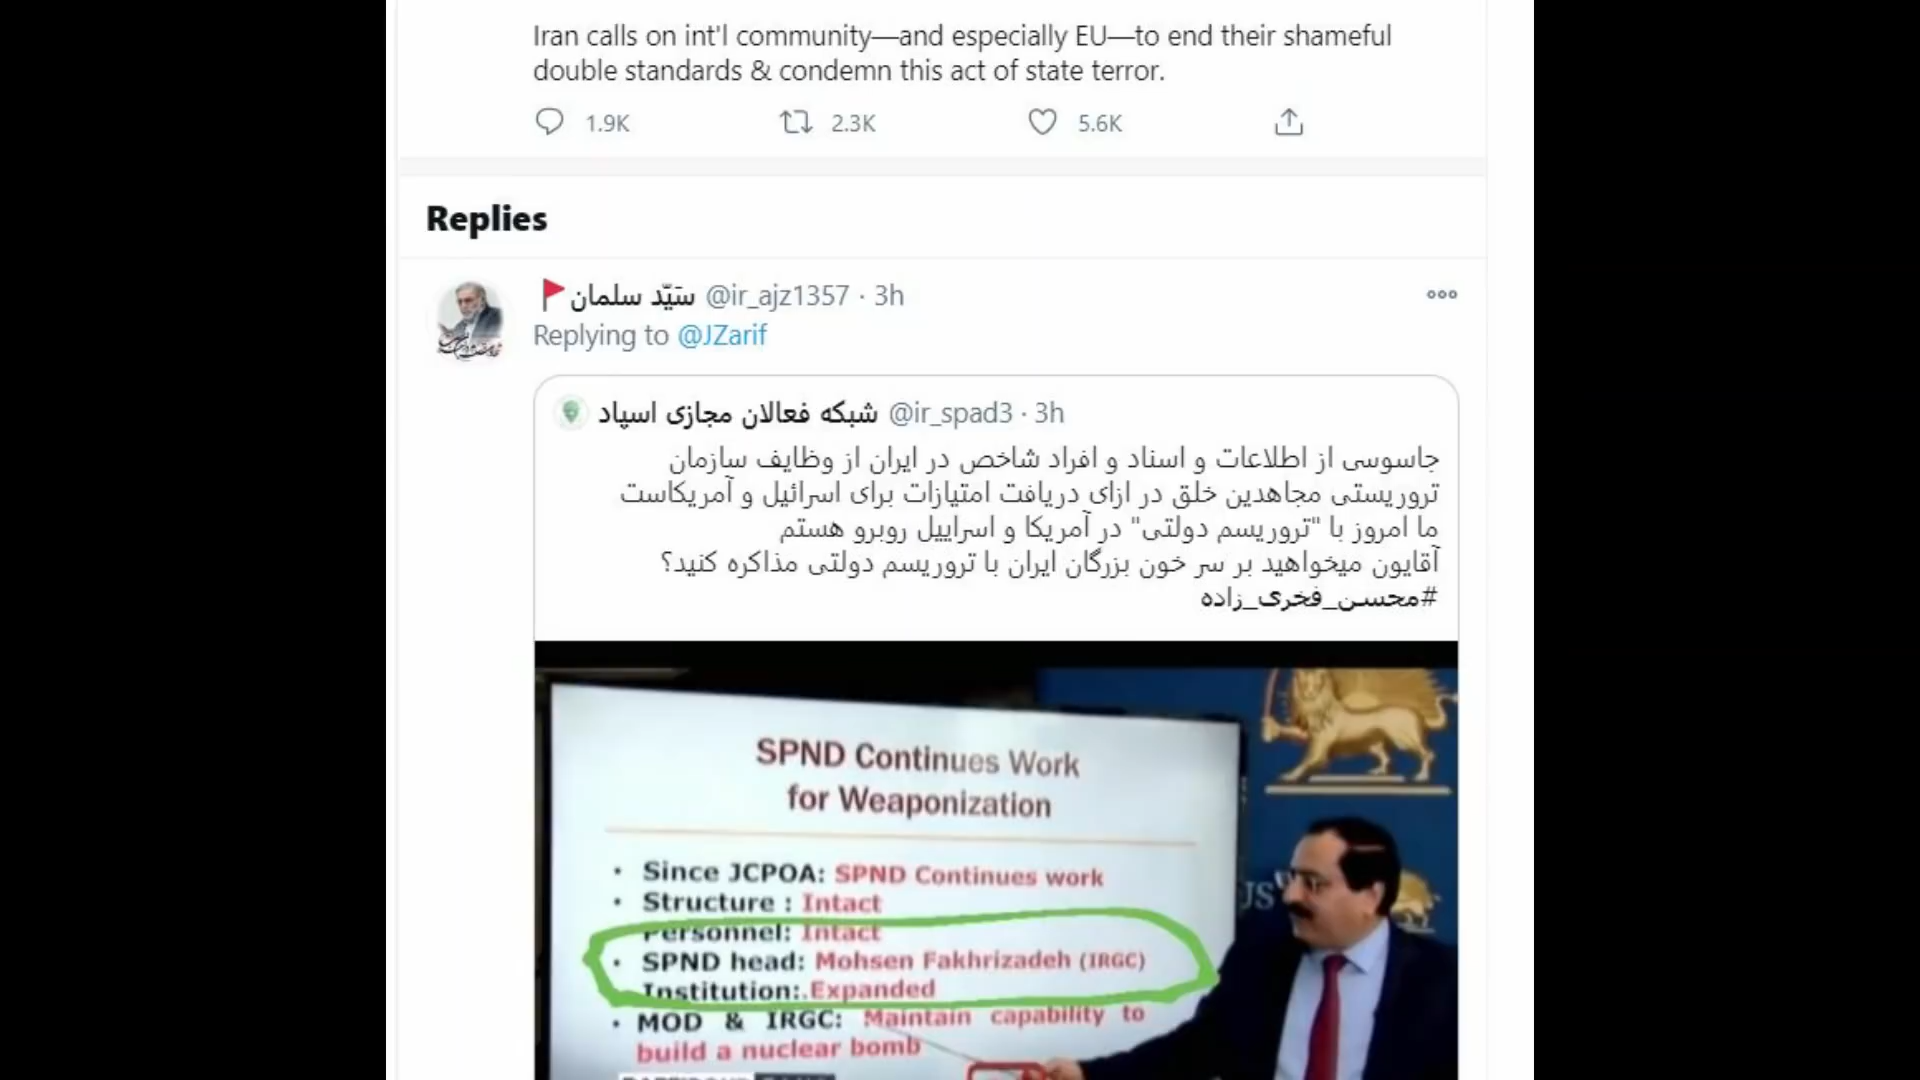 Iran calls on int'l community—and especially EU—to end their shameful
double standards & condemn this act of state terror.
1.9K 2.3K 5.6K
Replies
سَیّد سلمان @ir_ajz1357 · 3h
Replying to @JZarif
شبکه فعالان مجازی اسپاد @ir_spad3 · 3h
جاسوسی از اطلاعات و اسناد و افراد شاخص در ایران از وظایف سازمان
تروریستی مجاهدین خلق در ازای دریافت امتیازات برای اسرائیل و آمریکاست
ما امروز با "تروریسم دولتی" در آمریکا و اسراییل روبرو هستم
آقایون میخواهید بر سر خون بزرگان ایران با تروریسم دولتی مذاکره کنید؟
#محسن_فخری_زاده
SPND Continues Work
for Weaponization
• Since JCPOA: SPND Continues work
• Structure : Intact
Personnel: Intact
• SPND head: Mohsen Fakhrizadeh (IRGC)
Institution:.Expanded
• MOD & IRGC: Maintain capability to
build a nuclear bomb
US